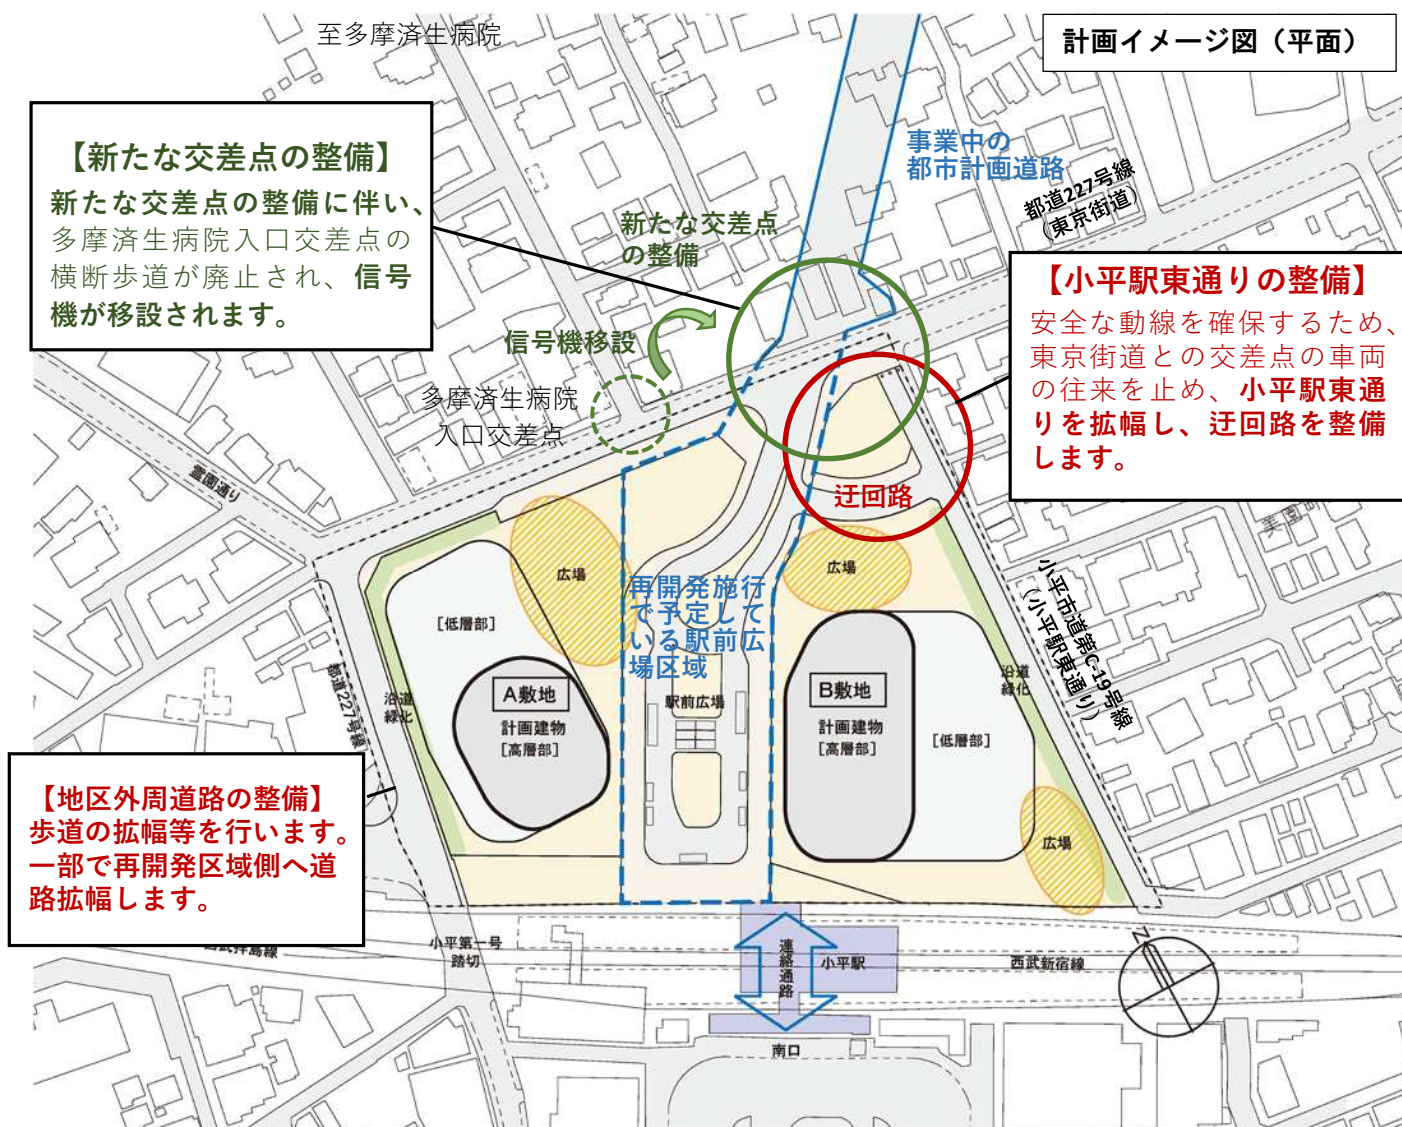 至多摩済生病院
計画イメージ図（平面）
【新たな交差点の整備】
新たな交差点の整備に伴い、
多摩済生病院入口交差点の
横断歩道が廃止され、信号
機が移設されます。
事業中の
都市計画道路
都道227号線
（東京街道）
新たな交差点
の整備
信号機移設
多摩済生病院
入口交差点
【小平駅東通りの整備】
安全な動線を確保するため、
東京街道との交差点の車両
の往来を止め、小平駅東通
りを拡幅し、迂回路を整備
します。
迂回路
霊園通り
広場
広場
再開発施行
で予定して
いる駅前広
場区域
[低層部]
A敷地
計画建物
[高層部]
駅前広場
B敷地
計画建物
[高層部]
[低層部]
沿道
緑化
沿道
緑化
都道227号線
小平市道第C-19号線
（小平駅東通り）
美園
広場
【地区外周道路の整備】
歩道の拡幅等を行います。
一部で再開発区域側へ道
路拡幅します。
西武拝島線
小平第一号
踏切
連絡通路
小平駅
西武新宿線
N
南口